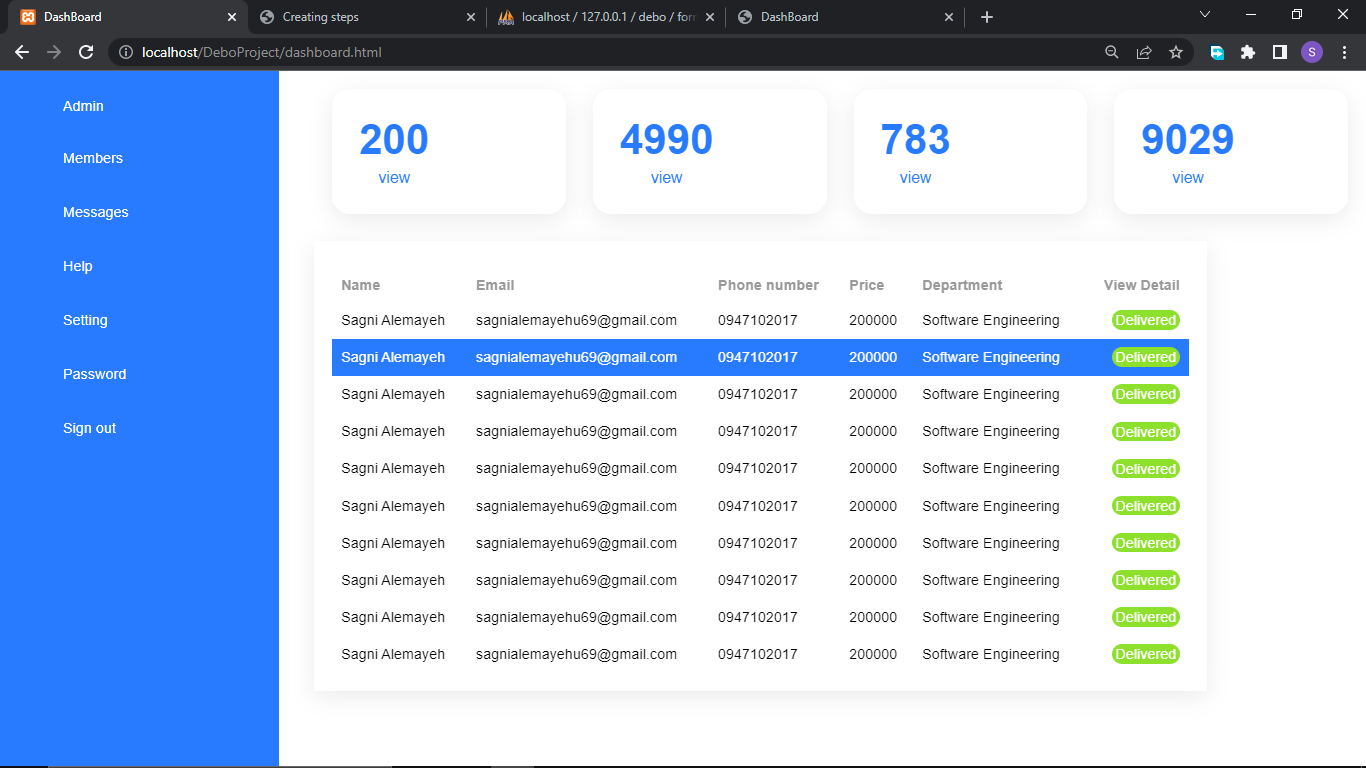 DashBoard
Creating steps
localhost / 127.0.0.1 / debo / form
DashBoard
localhost/DeboProject/dashboard.html
S
Admin
Members
Messages
Help
Setting
Password
Sign out
200 4990 783 9029
view view view view
Name Email Phone number Price Department View Detail
Sagni Alemayeh sagnialemayehu69@gmail.com 0947102017 200000 Software Engineering Delivered
Sagni Alemayeh sagnialemayehu69@gmail.com 0947102017 200000 Software Engineering Delivered
Sagni Alemayeh sagnialemayehu69@gmail.com 0947102017 200000 Software Engineering Delivered
Sagni Alemayeh sagnialemayehu69@gmail.com 0947102017 200000 Software Engineering Delivered
Sagni Alemayeh sagnialemayehu69@gmail.com 0947102017 200000 Software Engineering Delivered
Sagni Alemayeh sagnialemayehu69@gmail.com 0947102017 200000 Software Engineering Delivered
Sagni Alemayeh sagnialemayehu69@gmail.com 0947102017 200000 Software Engineering Delivered
Sagni Alemayeh sagnialemayehu69@gmail.com 0947102017 200000 Software Engineering Delivered
Sagni Alemayeh sagnialemayehu69@gmail.com 0947102017 200000 Software Engineering Delivered
Sagni Alemayeh sagnialemayehu69@gmail.com 0947102017 200000 Software Engineering Delivered